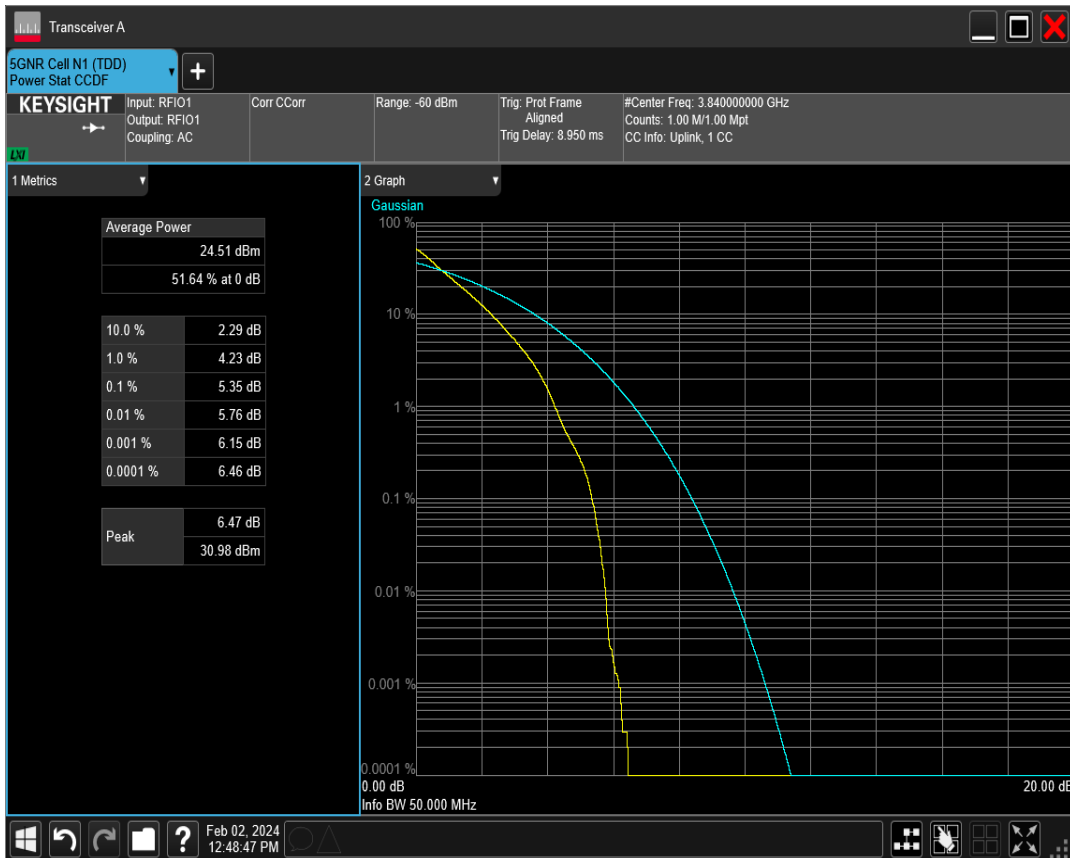 Transceiver A
5GNR Cell N1 (TDD)
Power Stat CCDF
+
KEYSIGHT
LXI
Input: RFIO1
Output: RFIO1
Coupling: AC
Corr CCorr
Range: -60 dBm
Trig: Prot Frame
Aligned
Trig Delay: 8.950 ms
#Center Freq: 3.840000000 GHz
Counts: 1.00 M/1.00 Mpt
CC Info: Uplink, 1 CC
1 Metrics
Average Power
24.51 dBm
51.64 % at 0 dB
10.0 % 2.29 dB
1.0 % 4.23 dB
0.1 % 5.35 dB
0.01 % 5.76 dB
0.001 % 6.15 dB
0.0001 % 6.46 dB
Peak 6.47 dB
30.98 dBm
2 Graph
Gaussian
100 %
10 %
1 %
0.1 %
0.01 %
0.001 %
0.0001 %
0.00 dB 20.00 dB
Info BW 50.000 MHz
?
Feb 02, 2024
12:48:47 PM